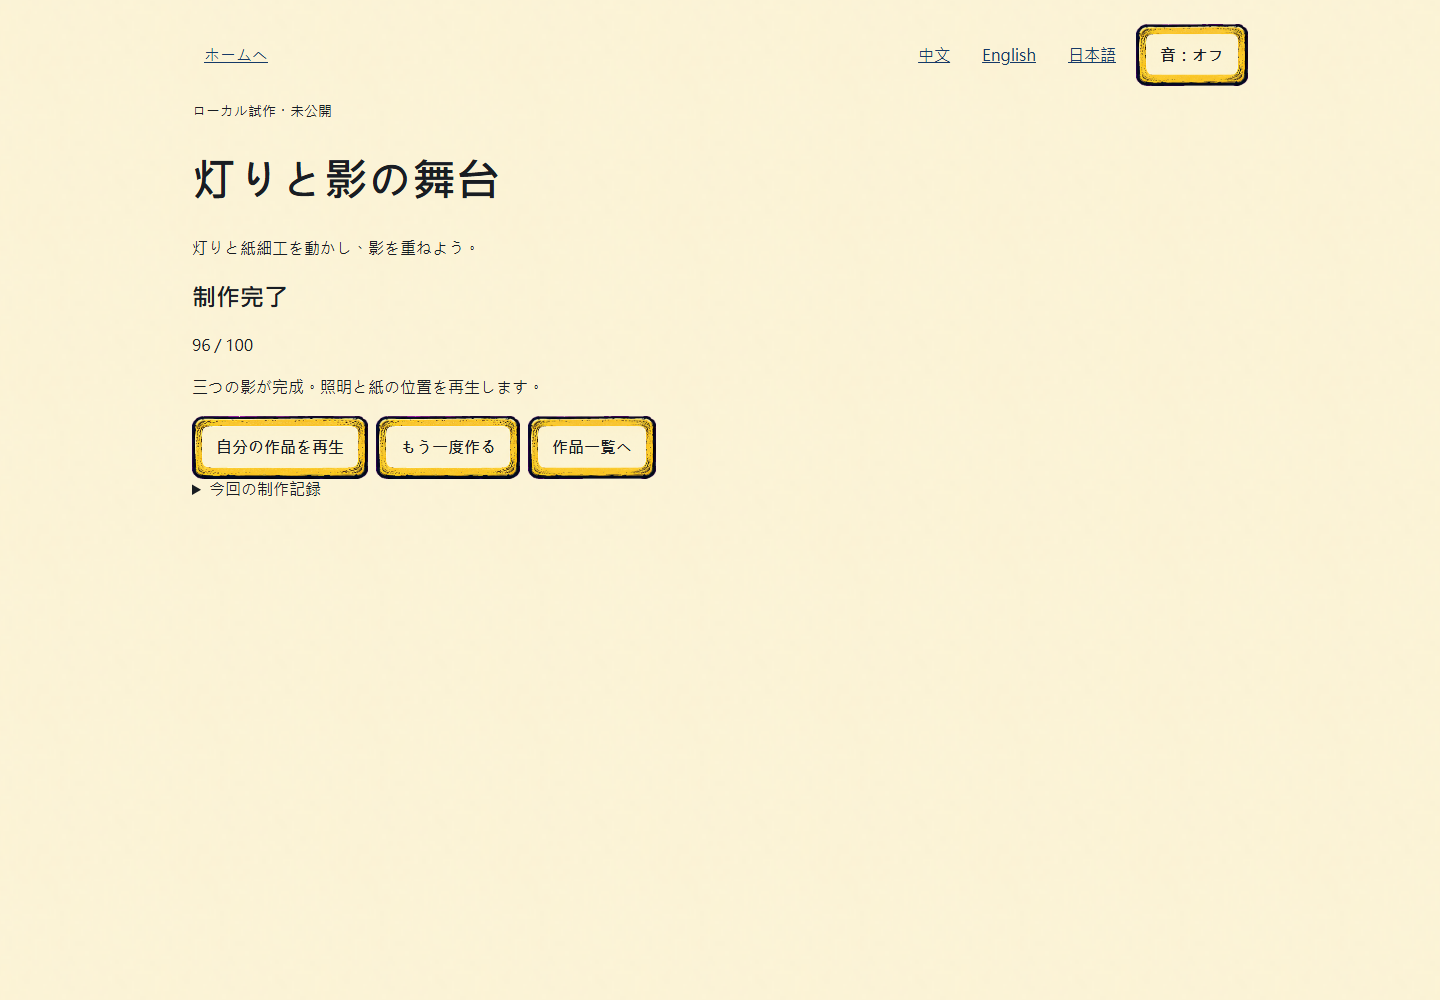 ホームへ 中文 English 日本語 音：オフ
ローカル試作・未公開
灯りと影の舞台
灯りと紙細工を動かし、影を重ねよう。
制作完了
96 / 100
三つの影が完成。照明と紙の位置を再生します。
自分の作品を再生 もう一度作る 作品一覧へ
▶ 今回の制作記録